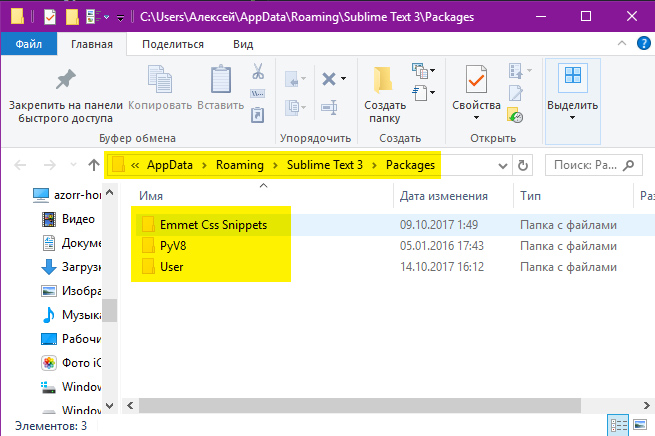 C:\Users\Алексей\AppData\Roaming\Sublime Text 3\Packages
Файл Главная Поделиться Вид
Закрепить на панели быстрого доступа
Копировать
Вставить
Создать папку
Свойства
Выделить
Буфер обмена Упорядочить Создать Открыть
« AppData Roaming Sublime Text 3 Packages
Поиск: Pa...
Имя Дата изменения Тип Раз
azorr-hor
Видео
Докуме
Загрузк
Изобра
Музыка
Рабочи
Фото iC
Window
Window
Emmet Css Snippets 09.10.2017 1:49 Папка с файлами
PyV8 05.01.2016 17:43 Папка с файлами
User 14.10.2017 16:12 Папка с файлами
Элементов: 3